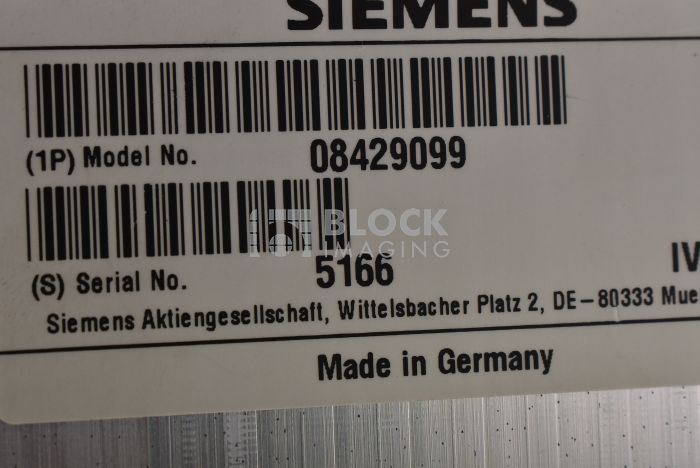 SIEMENS
(1P) Model No. 08429099
BLOCK
IMAGING
(S) Serial No. 5166 IV
Siemens Aktiengesellschaft, Wittelsbacher Platz 2, DE-80333 Mue
Made in Germany